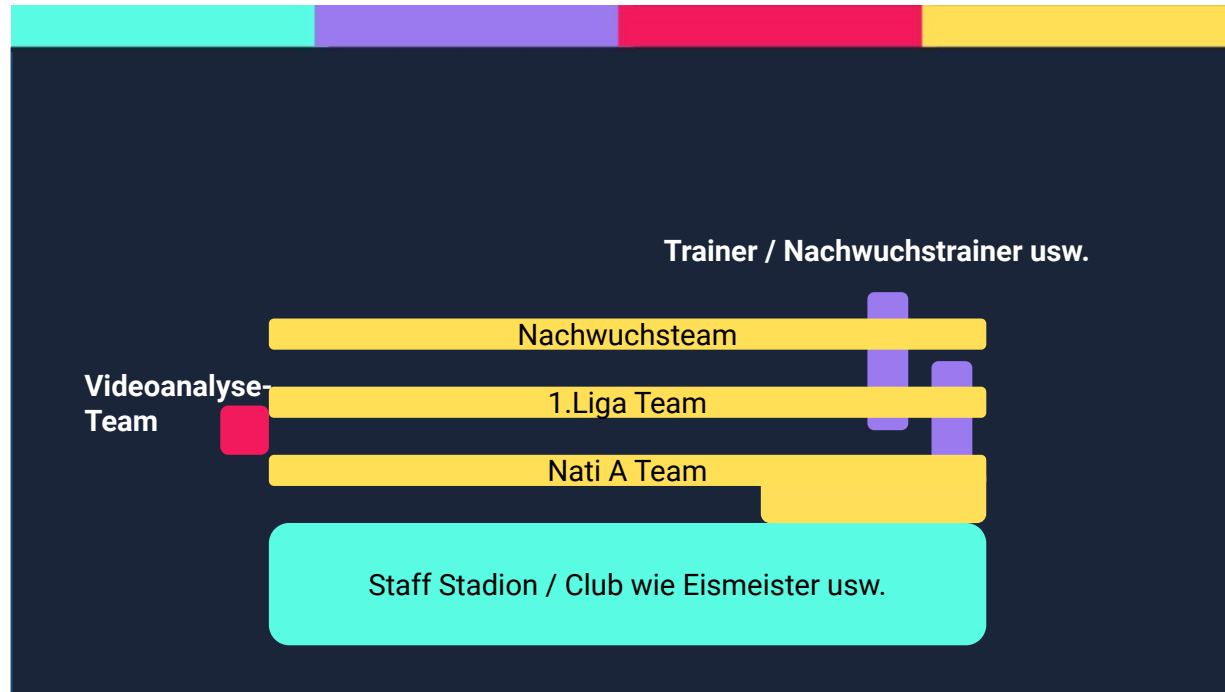 Trainer / Nachwuchstrainer usw.
Nachwuchsteam
Videoanalyse-
Team
1.Liga Team
Nati A Team
Staff Stadion / Club wie Eismeister usw.